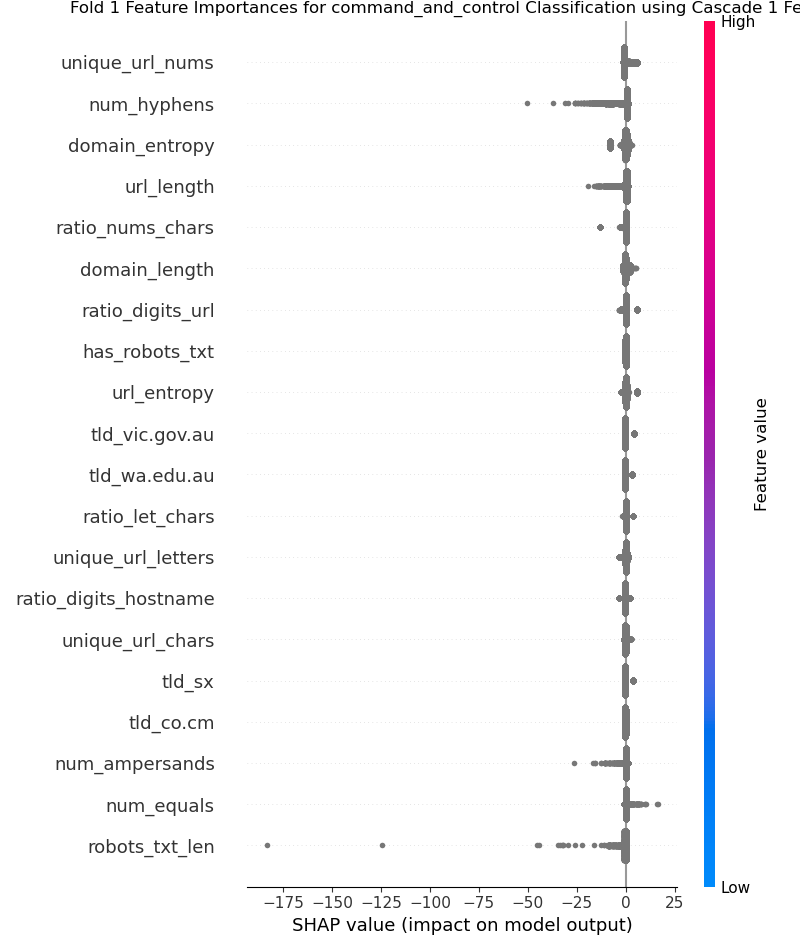 Fold 1 Feature Importances for command_and_control Classification using Cascade 1 Fe
High
unique_url_nums
num_hyphens
domain_entropy
url_length
ratio_nums_chars
domain_length
ratio_digits_url
has_robots_txt
url_entropy
tld_vic.gov.au
tld_wa.edu.au
ratio_let_chars
unique_url_letters
ratio_digits_hostname
unique_url_chars
tld_sx
tld_co.cm
num_ampersands
num_equals
robots_txt_len
Feature value
Low
−175 −150 −125 −100 −75 −50 −25 0 25
SHAP value (impact on model output)